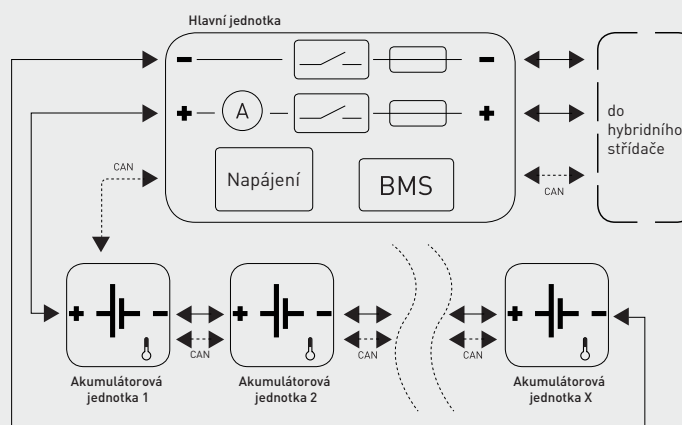 Hlavní jednotka
A
Napájení
BMS
do
hybridního
střídače
CAN
CAN
CAN
CAN
CAN
Akumulátorová
jednotka 1
Akumulátorová
jednotka 2
Akumulátorová
jednotka X